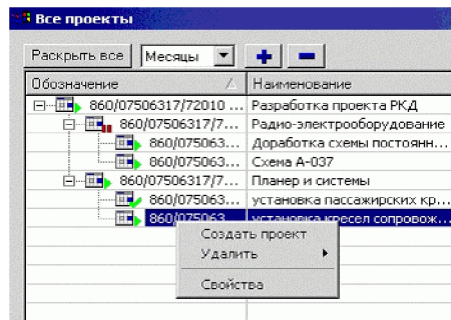 Все проекты
Раскрыть все Месяцы
Обозначение Наименование
860/07506317/72010 ... Разработка проекта РКД
860/07506317/7... Радио-электрооборудование
860/075063... Доработка схемы постоянн...
860/075063... Схема А-037
860/07506317/7... Планер и системы
860/075063... установка пассажирских кр...
860/075063... установка кресел сопровож...
Создать проект
Удалить
Свойства